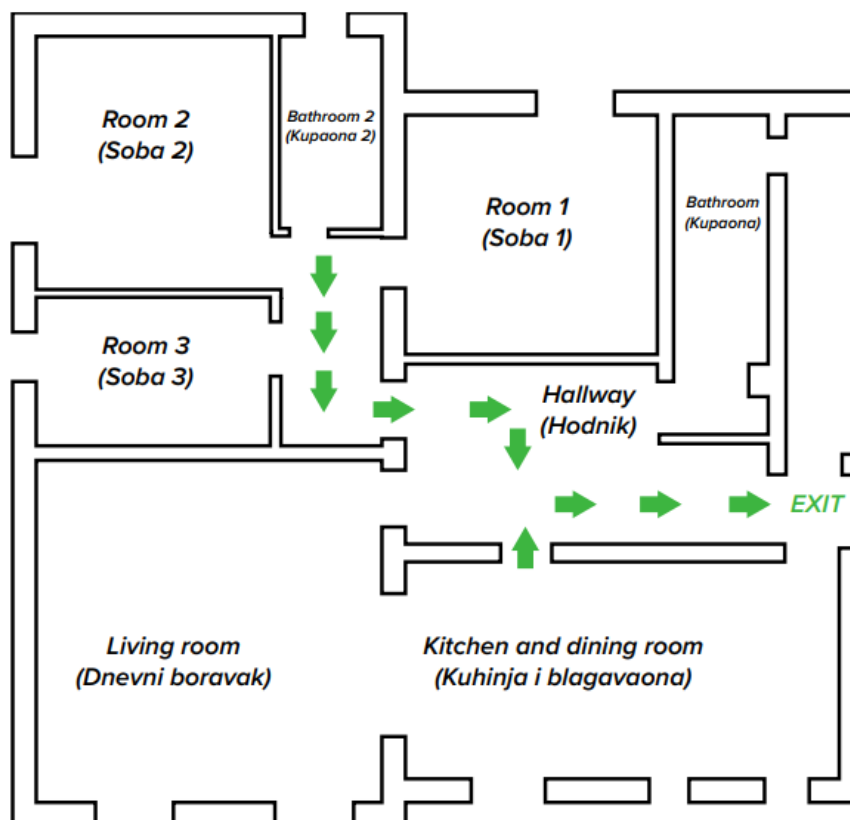 Room 2
(Soba 2)
Bathroom 2
(Kupaona 2)
Room 1
(Soba 1)
Bathroom
(Kupaona)
Room 3
(Soba 3)
Hallway
(Hodnik)
EXIT
Living room
(Dnevni boravak)
Kitchen and dining room
(Kuhinja i blagavaona)